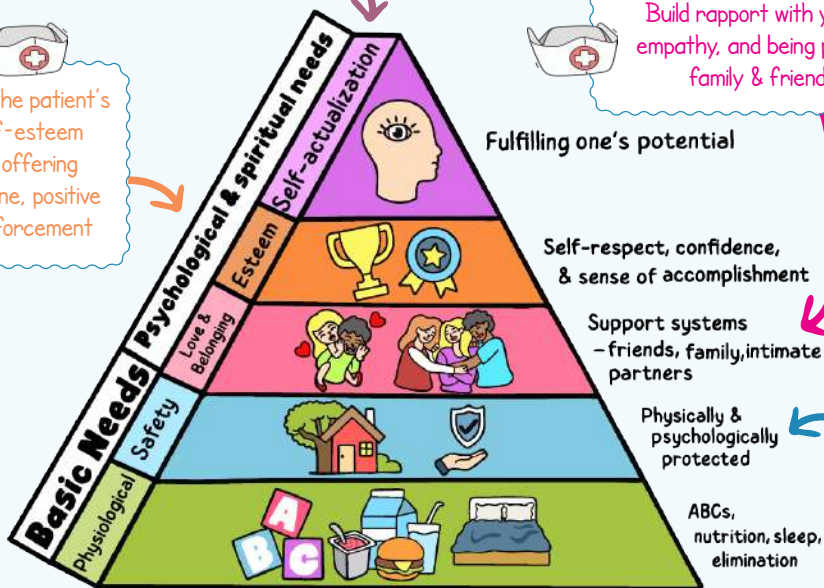 Build rapport with y
empathy, and being p
family & friend
he patient's
f-esteem
offering
ne, positive
forcement
Psychological & spiritual needs
Self-actualization
Fulfilling one's potential
Esteem
Self-respect, confidence,
& sense of accomplishment
Love &
Belonging
Support systems
- friends, family, intimate
partners
Basic Needs
Safety
Physically &
psychologically
protected
Physiological
A
B
C
ABCs,
nutrition, sleep,
elimination